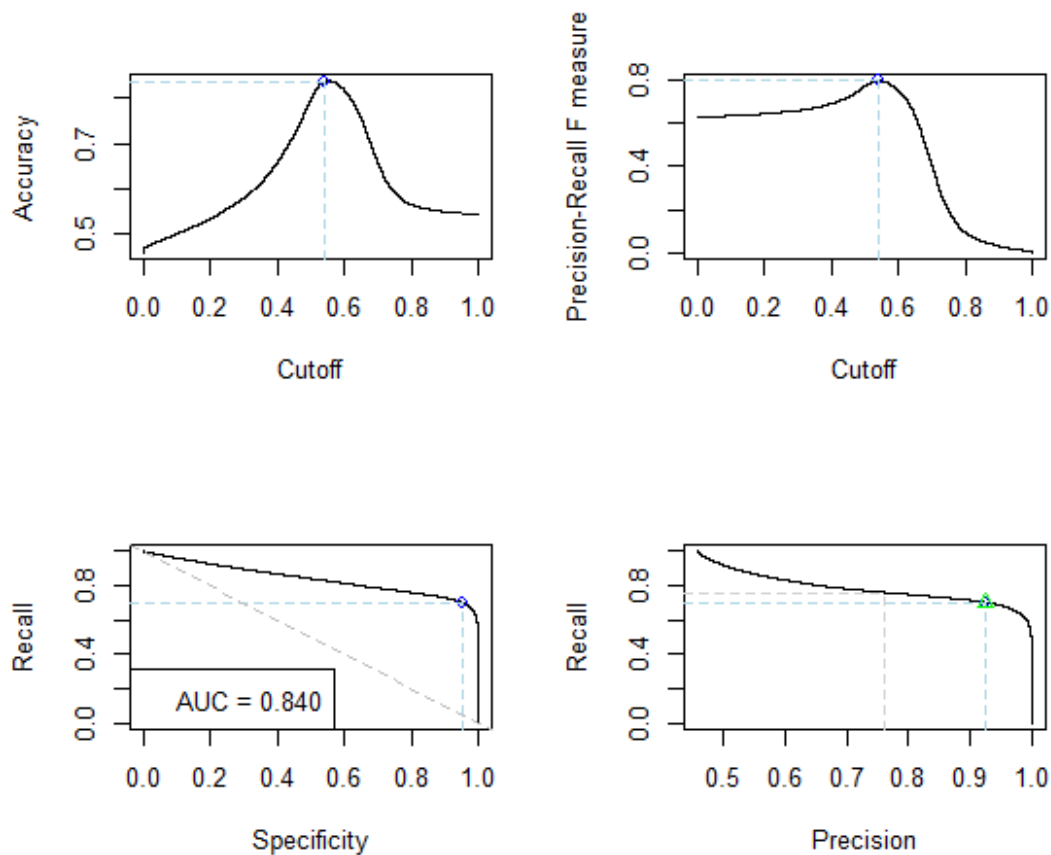 Accuracy
0.5 0.7
0.0 0.2 0.4 0.6 0.8 1.0
Cutoff
Precision-Recall F measure
0.0 0.4 0.8
0.0 0.2 0.4 0.6 0.8 1.0
Cutoff
Recall
0.0 0.4 0.8
AUC = 0.840
0.0 0.2 0.4 0.6 0.8 1.0
Specificity
Recall
0.0 0.4 0.8
0.5 0.6 0.7 0.8 0.9 1.0
Precision